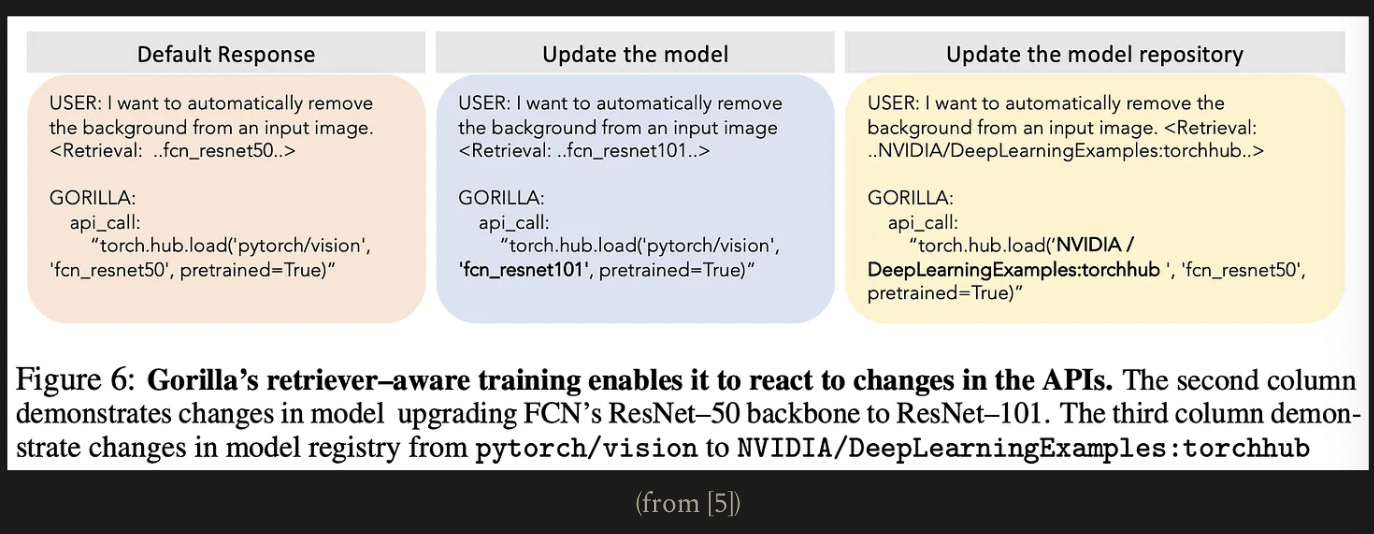 Default Response
USER: I want to automatically remove
the background from an input image.
<Retrieval:  ..fcn_resnet50..>
GORILLA:
api_call:
“torch.hub.load('pytorch/vision',
'fcn_resnet50', pretrained=True)”
Update the model
USER: I want to automatically remove
the background from an input image
<Retrieval: ..fcn_resnet101..>
GORILLA:
api_call:
“torch.hub.load('pytorch/vision',
'fcn_resnet101', pretrained=True)”
Update the model repository
USER: I want to automatically remove the
background from an input image. <Retrieval:
..NVIDIA/DeepLearningExamples:torchhub..>
GORILLA:
api_call:
“torch.hub.load('NVIDIA /
DeepLearningExamples:torchhub ', 'fcn_resnet50',
pretrained=True)”
Figure 6: Gorilla’s retriever–aware training enables it to react to changes in the APIs. The second column
demonstrates changes in model upgrading FCN’s ResNet–50 backbone to ResNet–101. The third column demon-
strate changes in model registry from pytorch/vision to NVIDIA/DeepLearningExamples:torchhub
(from [5])